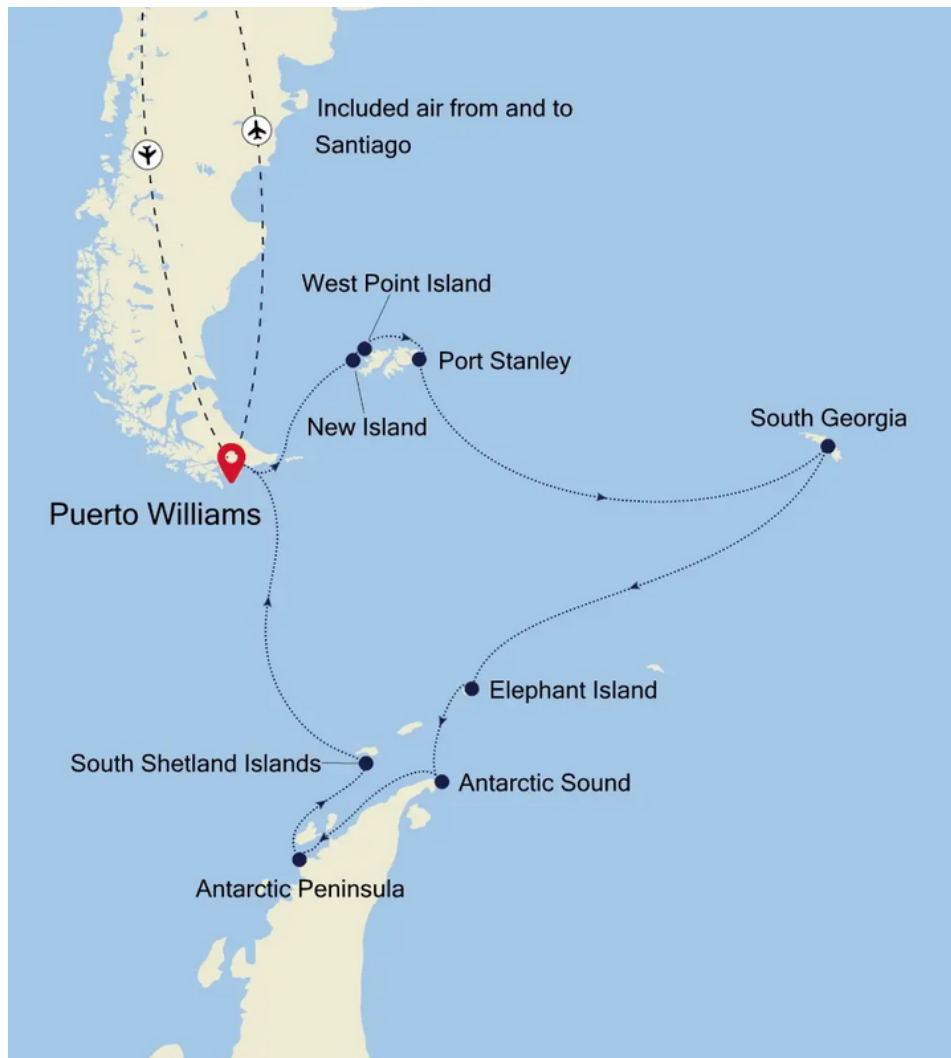 Included air from and to
Santiago
West Point Island
Port Stanley
New Island
South Georgia
Puerto Williams
Elephant Island
South Shetland Islands
Antarctic Sound
Antarctic Peninsula